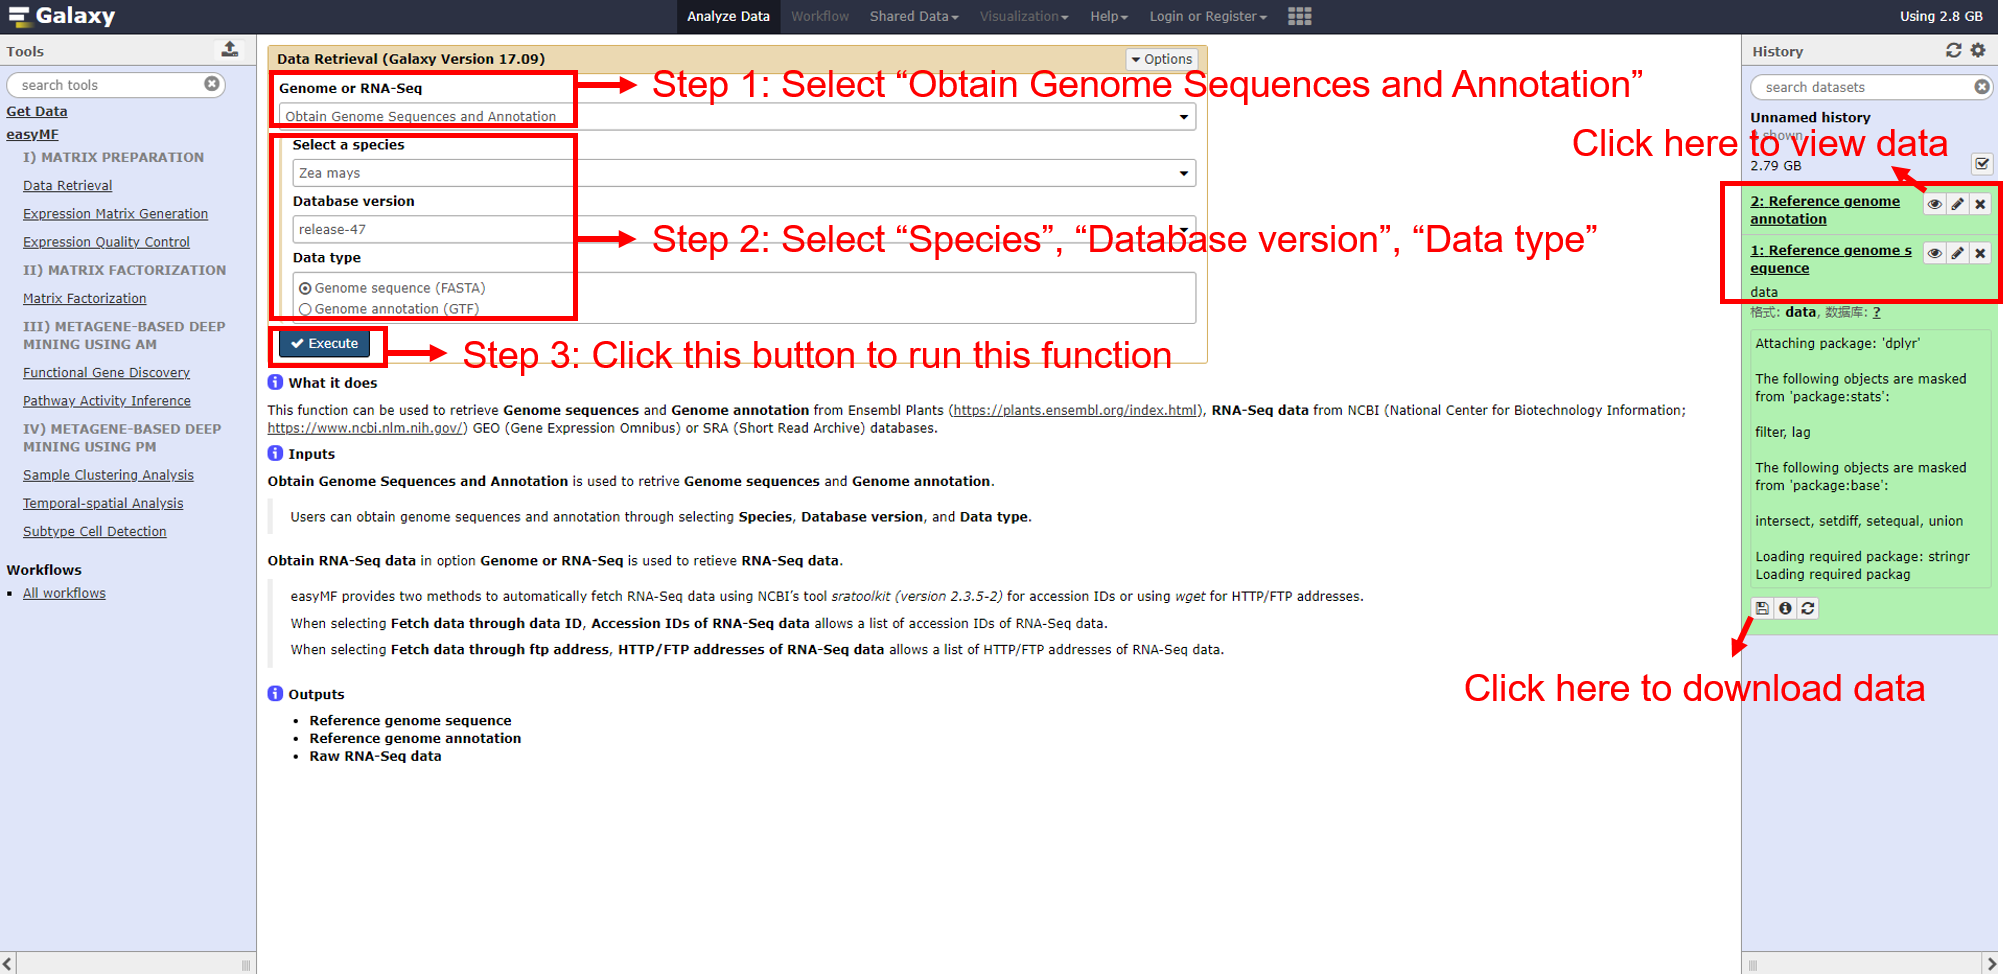 Galaxy
Analyze Data
Workflow
Shared Data
Visualization
Help
Login or Register
Using 2.8 GB
Tools
search tools
Get Data
easyMF
I) MATRIX PREPARATION
Data Retrieval
Expression Matrix Generation
Expression Quality Control
II) MATRIX FACTORIZATION
Matrix Factorization
III) METAGENE-BASED DEEP
MINING USING AM
Functional Gene Discovery
Pathway Activity Inference
IV) METAGENE-BASED DEEP
MINING USING PM
Sample Clustering Analysis
Temporal-spatial Analysis
Subtype Cell Detection
Workflows
All workflows
Data Retrieval (Galaxy Version 17.09)
Options
Genome or RNA-Seq
Obtain Genome Sequences and Annotation
Step 1: Select “Obtain Genome Sequences and Annotation”
Select a species
Zea mays
Database version
release-47
Step 2: Select “Species”, “Database version”, “Data type”
Data type
Genome sequence (FASTA)
Genome annotation (GTF)
Execute
Step 3: Click this button to run this function
What it does
This function can be used to retrieve Genome sequences and Genome annotation from Ensembl Plants (https://plants.ensembl.org/index.html), RNA-Seq data from NCBI (National Center for Biotechnology Information;
https://www.ncbi.nlm.nih.gov/) GEO (Gene Expression Omnibus) or SRA (Short Read Archive) databases.
Inputs
Obtain Genome Sequences and Annotation is used to retrive Genome sequences and Genome annotation.
Users can obtain genome sequences and annotation through selecting Species, Database version, and Data type.
Obtain RNA-Seq data in option Genome or RNA-Seq is used to retieve RNA-Seq data.
easyMF provides two methods to automatically fetch RNA-Seq data using NCBI’s tool sratoolkit (version 2.3.5-2) for accession IDs or using wget for HTTP/FTP addresses.
When selecting Fetch data through data ID, Accession IDs of RNA-Seq data allows a list of accession IDs of RNA-Seq data.
When selecting Fetch data through ftp address, HTTP/FTP addresses of RNA-Seq data allows a list of HTTP/FTP addresses of RNA-Seq data.
Outputs
Reference genome sequence
Reference genome annotation
Raw RNA-Seq data
History
search datasets
Unnamed history
shown
Click here to view data
2.79 GB
2: Reference genome
annotation
1: Reference genome s
equence
data
格式: data, 数据库: ?
Attaching package: 'dplyr'
The following objects are masked
from 'package:stats':
filter, lag
The following objects are masked
from 'package:base':
intersect, setdiff, setequal, union
Loading required package: stringr
Loading required packag
Click here to download data